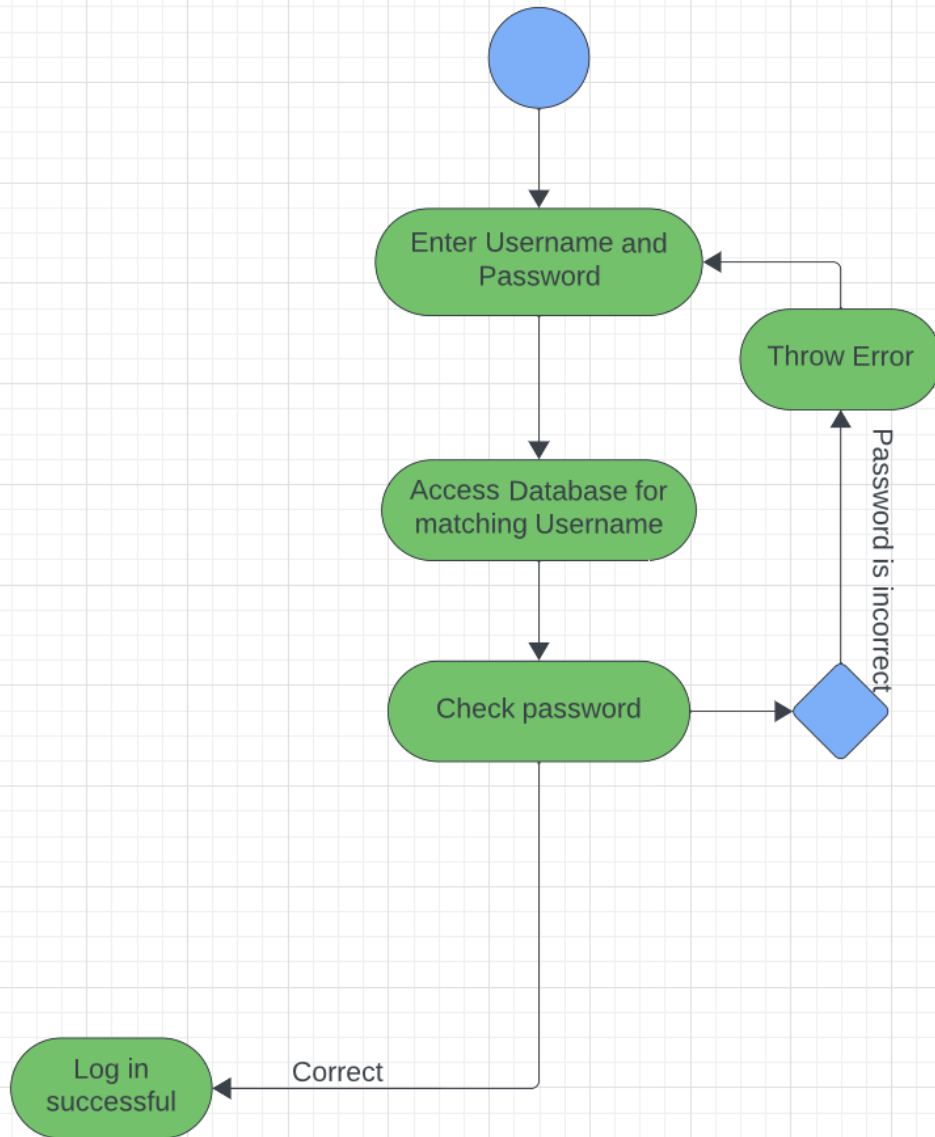 Enter Username and
Password
Throw Error
Password is incorrect
Access Database for
matching Username
Check password
Correct
Log in
successful